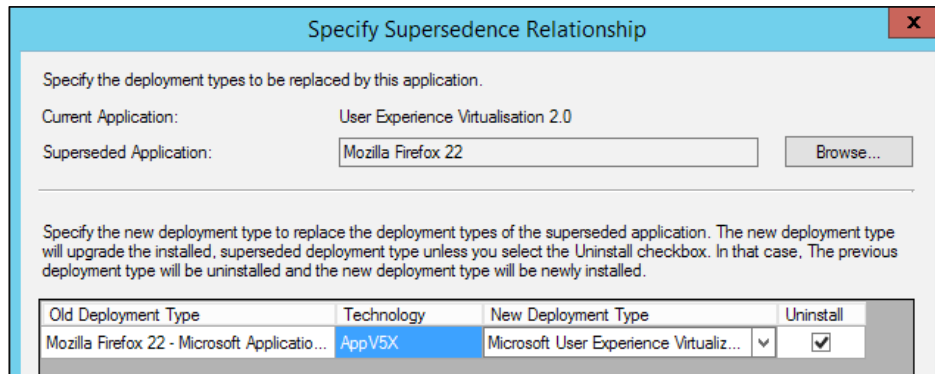 Specify Supersedence Relationship
x
Specify the deployment types to be replaced by this application.
Current Application: User Experience Virtualisation 2.0
Superseded Application: Mozilla Firefox 22 Browse...
Specify the new deployment type to replace the deployment types of the superseded application. The new deployment type
will upgrade the installed, superseded deployment type unless you select the Uninstall checkbox. In that case, The previous
deployment type will be uninstalled and the new deployment type will be newly installed.
Old Deployment Type Technology New Deployment Type Uninstall
Mozilla Firefox 22 - Microsoft Applicatio... AppV5X Microsoft User Experience Virtualiz...